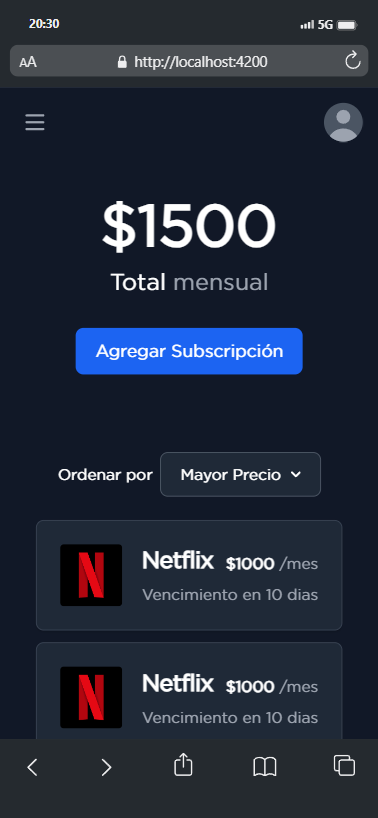 20:30 5G
AA http://localhost:4200
$1500
Total mensual
Agregar Subscripción
Ordenar por Mayor Precio
Netflix $1000 /mes
Vencimiento en 10 dias
Netflix $1000 /mes
Vencimiento en 10 dias